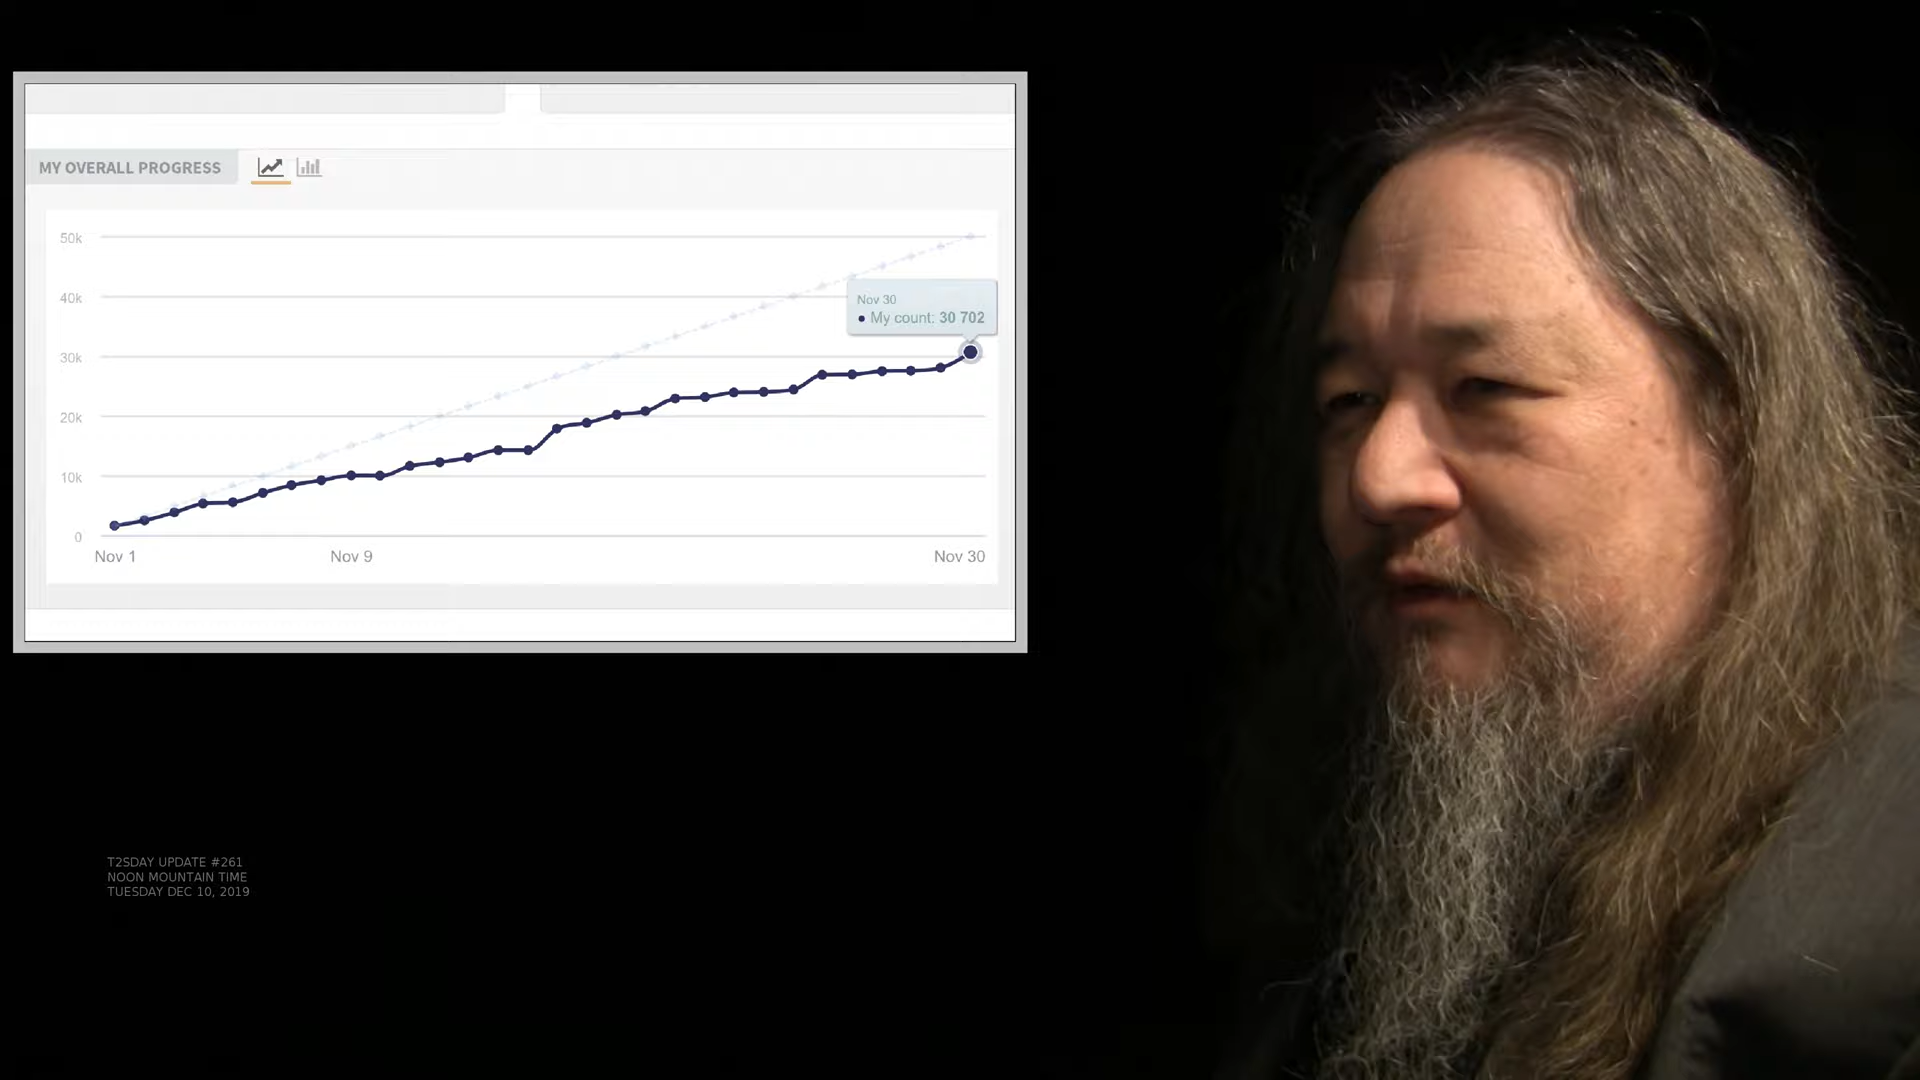 MY OVERALL PROGRESS
50k
40k
30k
20k
10k
0
Nov 30
My count: 30 702
Nov 1
Nov 9
Nov 30
T2SDAY UPDATE #261
NOON MOUNTAIN TIME
TUESDAY DEC 10, 2019